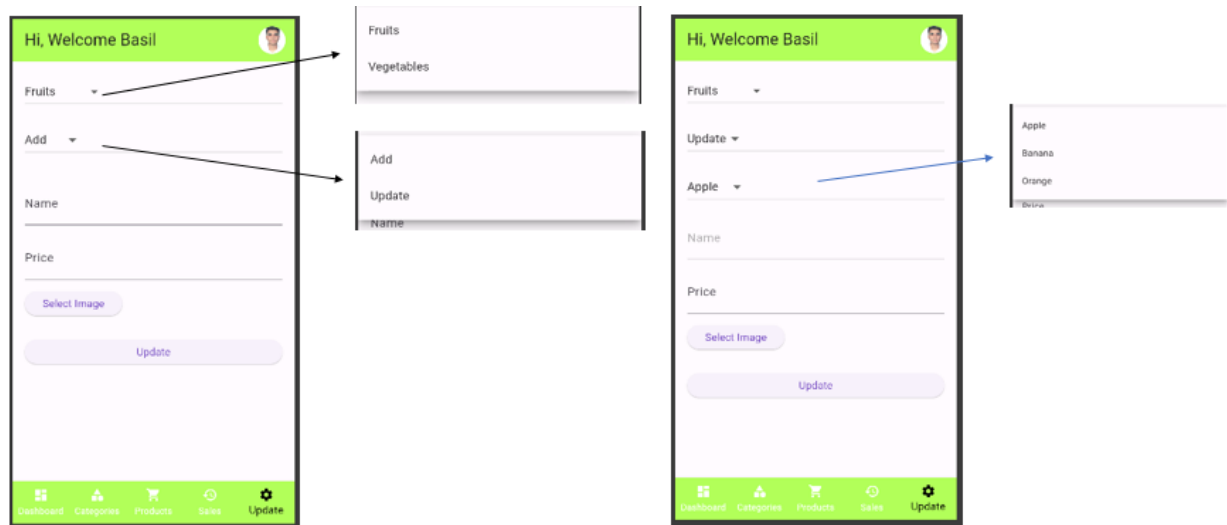 Hi, Welcome Basil
Fruits
Add
Name
Price
Select Image
Update
Dashboard Categories Products Sales Update
Fruits
Vegetables
Add
Update
Name
Hi, Welcome Basil
Fruits
Update
Apple
Name
Price
Select Image
Update
Dashboard Categories Products Sales Update
Apple
Banana
Orange
Price